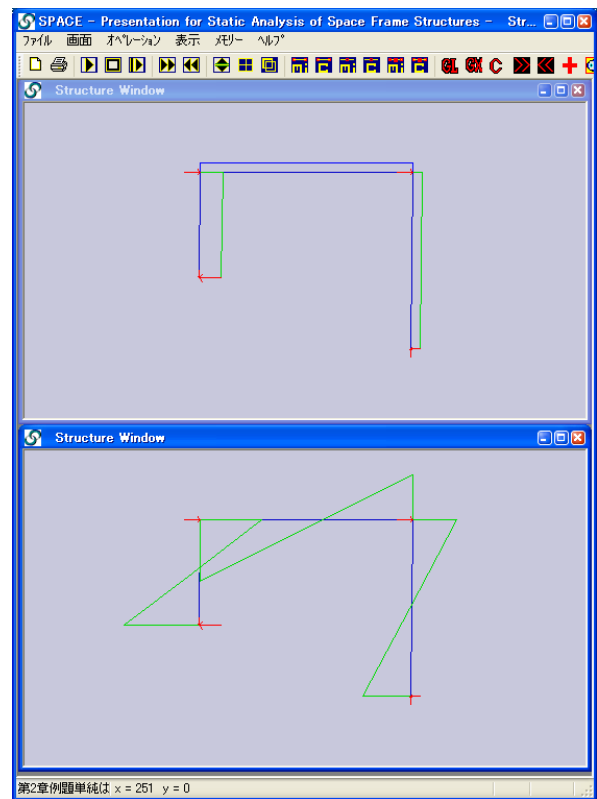 SPACE - Presentation for Static Analysis of Space Frame Structures - Str...
ファイル 画面 オペレーション 表示 メモリー ヘルプ
GL GX C
Structure Window
Structure Window
第2章例題単純は x = 251 y = 0